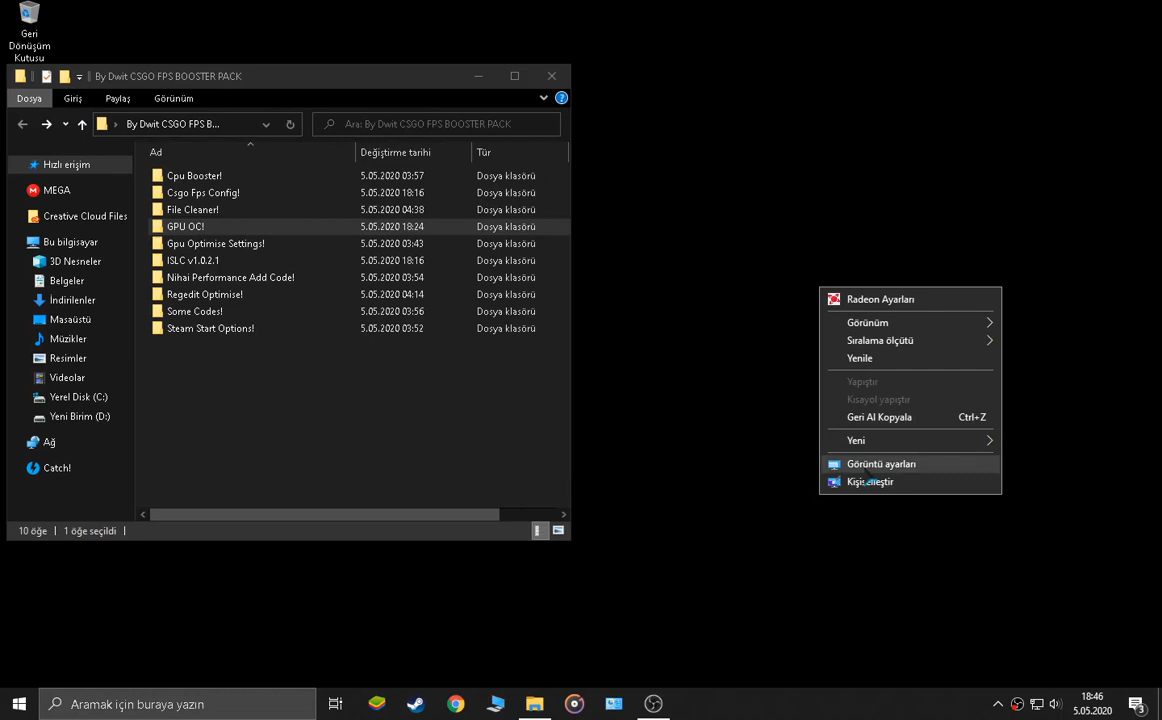 Geri
Dönüşüm
Kutusu
By Dwit CSGO FPS BOOSTER PACK
Dosya
Giriş
Paylaş
Görünüm
By Dwit CSGO FPS B...
Ara: By Dwit CSGO FPS BOOSTER PACK
Ad
Değiştirme tarihi
Tür
Hızlı erişim
MEGA
Creative Cloud Files
Bu bilgisayar
3D Nesneler
Belgeler
İndirilenler
Masaüstü
Müzikler
Resimler
Videolar
Yerel Disk (C:)
Yeni Birim (D:)
Ağ
Catch!
Cpu Booster! 5.05.2020 03:57 Dosya klasörü
Csgo Fps Config! 5.05.2020 18:16 Dosya klasörü
File Cleaner! 5.05.2020 04:38 Dosya klasörü
GPU OC! 5.05.2020 18:24 Dosya klasörü
Gpu Optimise Settings! 5.05.2020 03:43 Dosya klasörü
ISLC v1.0.2.1 5.05.2020 18:16 Dosya klasörü
Nihai Performance Add Code! 5.05.2020 03:54 Dosya klasörü
Regedit Optimise! 5.05.2020 04:14 Dosya klasörü
Some Codes! 5.05.2020 03:56 Dosya klasörü
Steam Start Options! 5.05.2020 03:52 Dosya klasörü
10 öğe
1 öğe seçildi
Radeon Ayarları
Görünüm
Sıralama ölçütü
Yenile
Yapıştır
Kısayol yapıştır
Geri Al Kopyala Ctrl+Z
Yeni
Görüntü ayarları
Kişiselleştir
Aramak için buraya yazın
18:46
5.05.2020
3